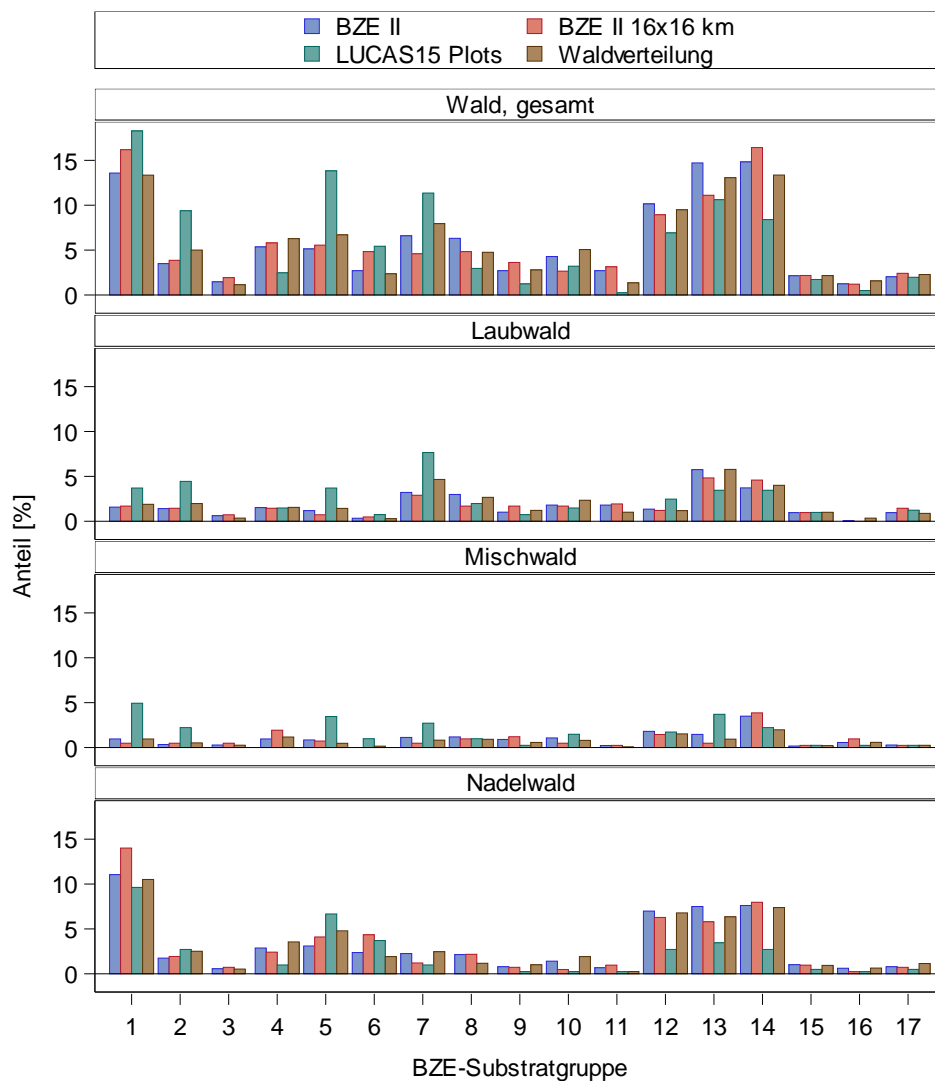 BZE II
BZE II 16x16 km
LUCAS15 Plots
Waldverteilung
Wald, gesamt
15
10
5
0
Laubwald
15
10
5
0
Mischwald
15
10
5
0
Nadelwald
15
10
5
0
Anteil [%]
1 2 3 4 5 6 7 8 9 10 11 12 13 14 15 16 17
BZE-Substratgruppe